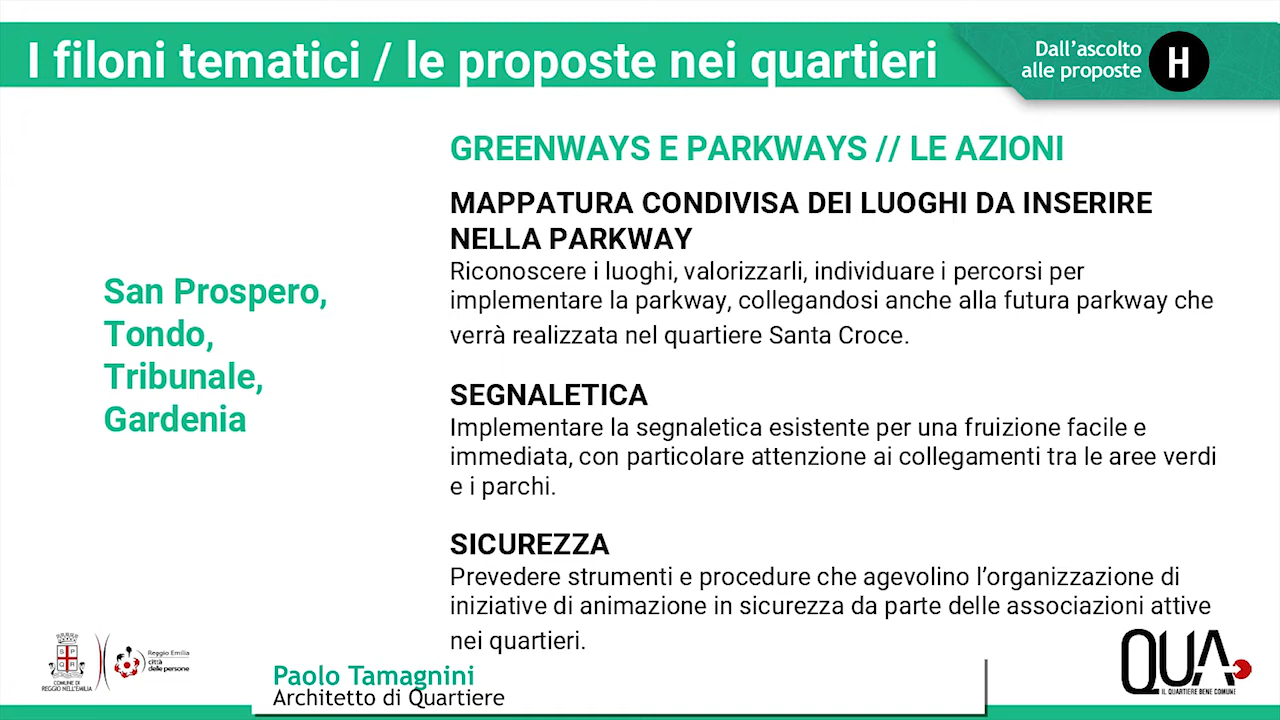 I filoni tematici / le proposte nei quartieri
Dall'ascolto
alle proposte
H
GREENWAYS E PARKWAYS // LE AZIONI
MAPPATURA CONDIVISA DEI LUOGHI DA INSERIRE
NELLA PARKWAY
Riconoscere i luoghi, valorizzarli, individuare i percorsi per
implementare la parkway, collegandosi anche alla futura parkway che
verrà realizzata nel quartiere Santa Croce.
San Prospero,
Tondo,
Tribunale,
Gardenia
SEGNALETICA
Implementare la segnaletica esistente per una fruizione facile e
immediata, con particolare attenzione ai collegamenti tra le aree verdi
e i parchi.
SICUREZZA
Prevedere strumenti e procedure che agevolino l'organizzazione di
iniziative di animazione in sicurezza da parte delle associazioni attive
nei quartieri.
COMUNE DI
REGGIO NELL'EMILIA
Reggio Emilia
città
delle persone
Paolo Tamagnini
Architetto di Quartiere
QUA
IL QUARTIERE BENE COMUNE